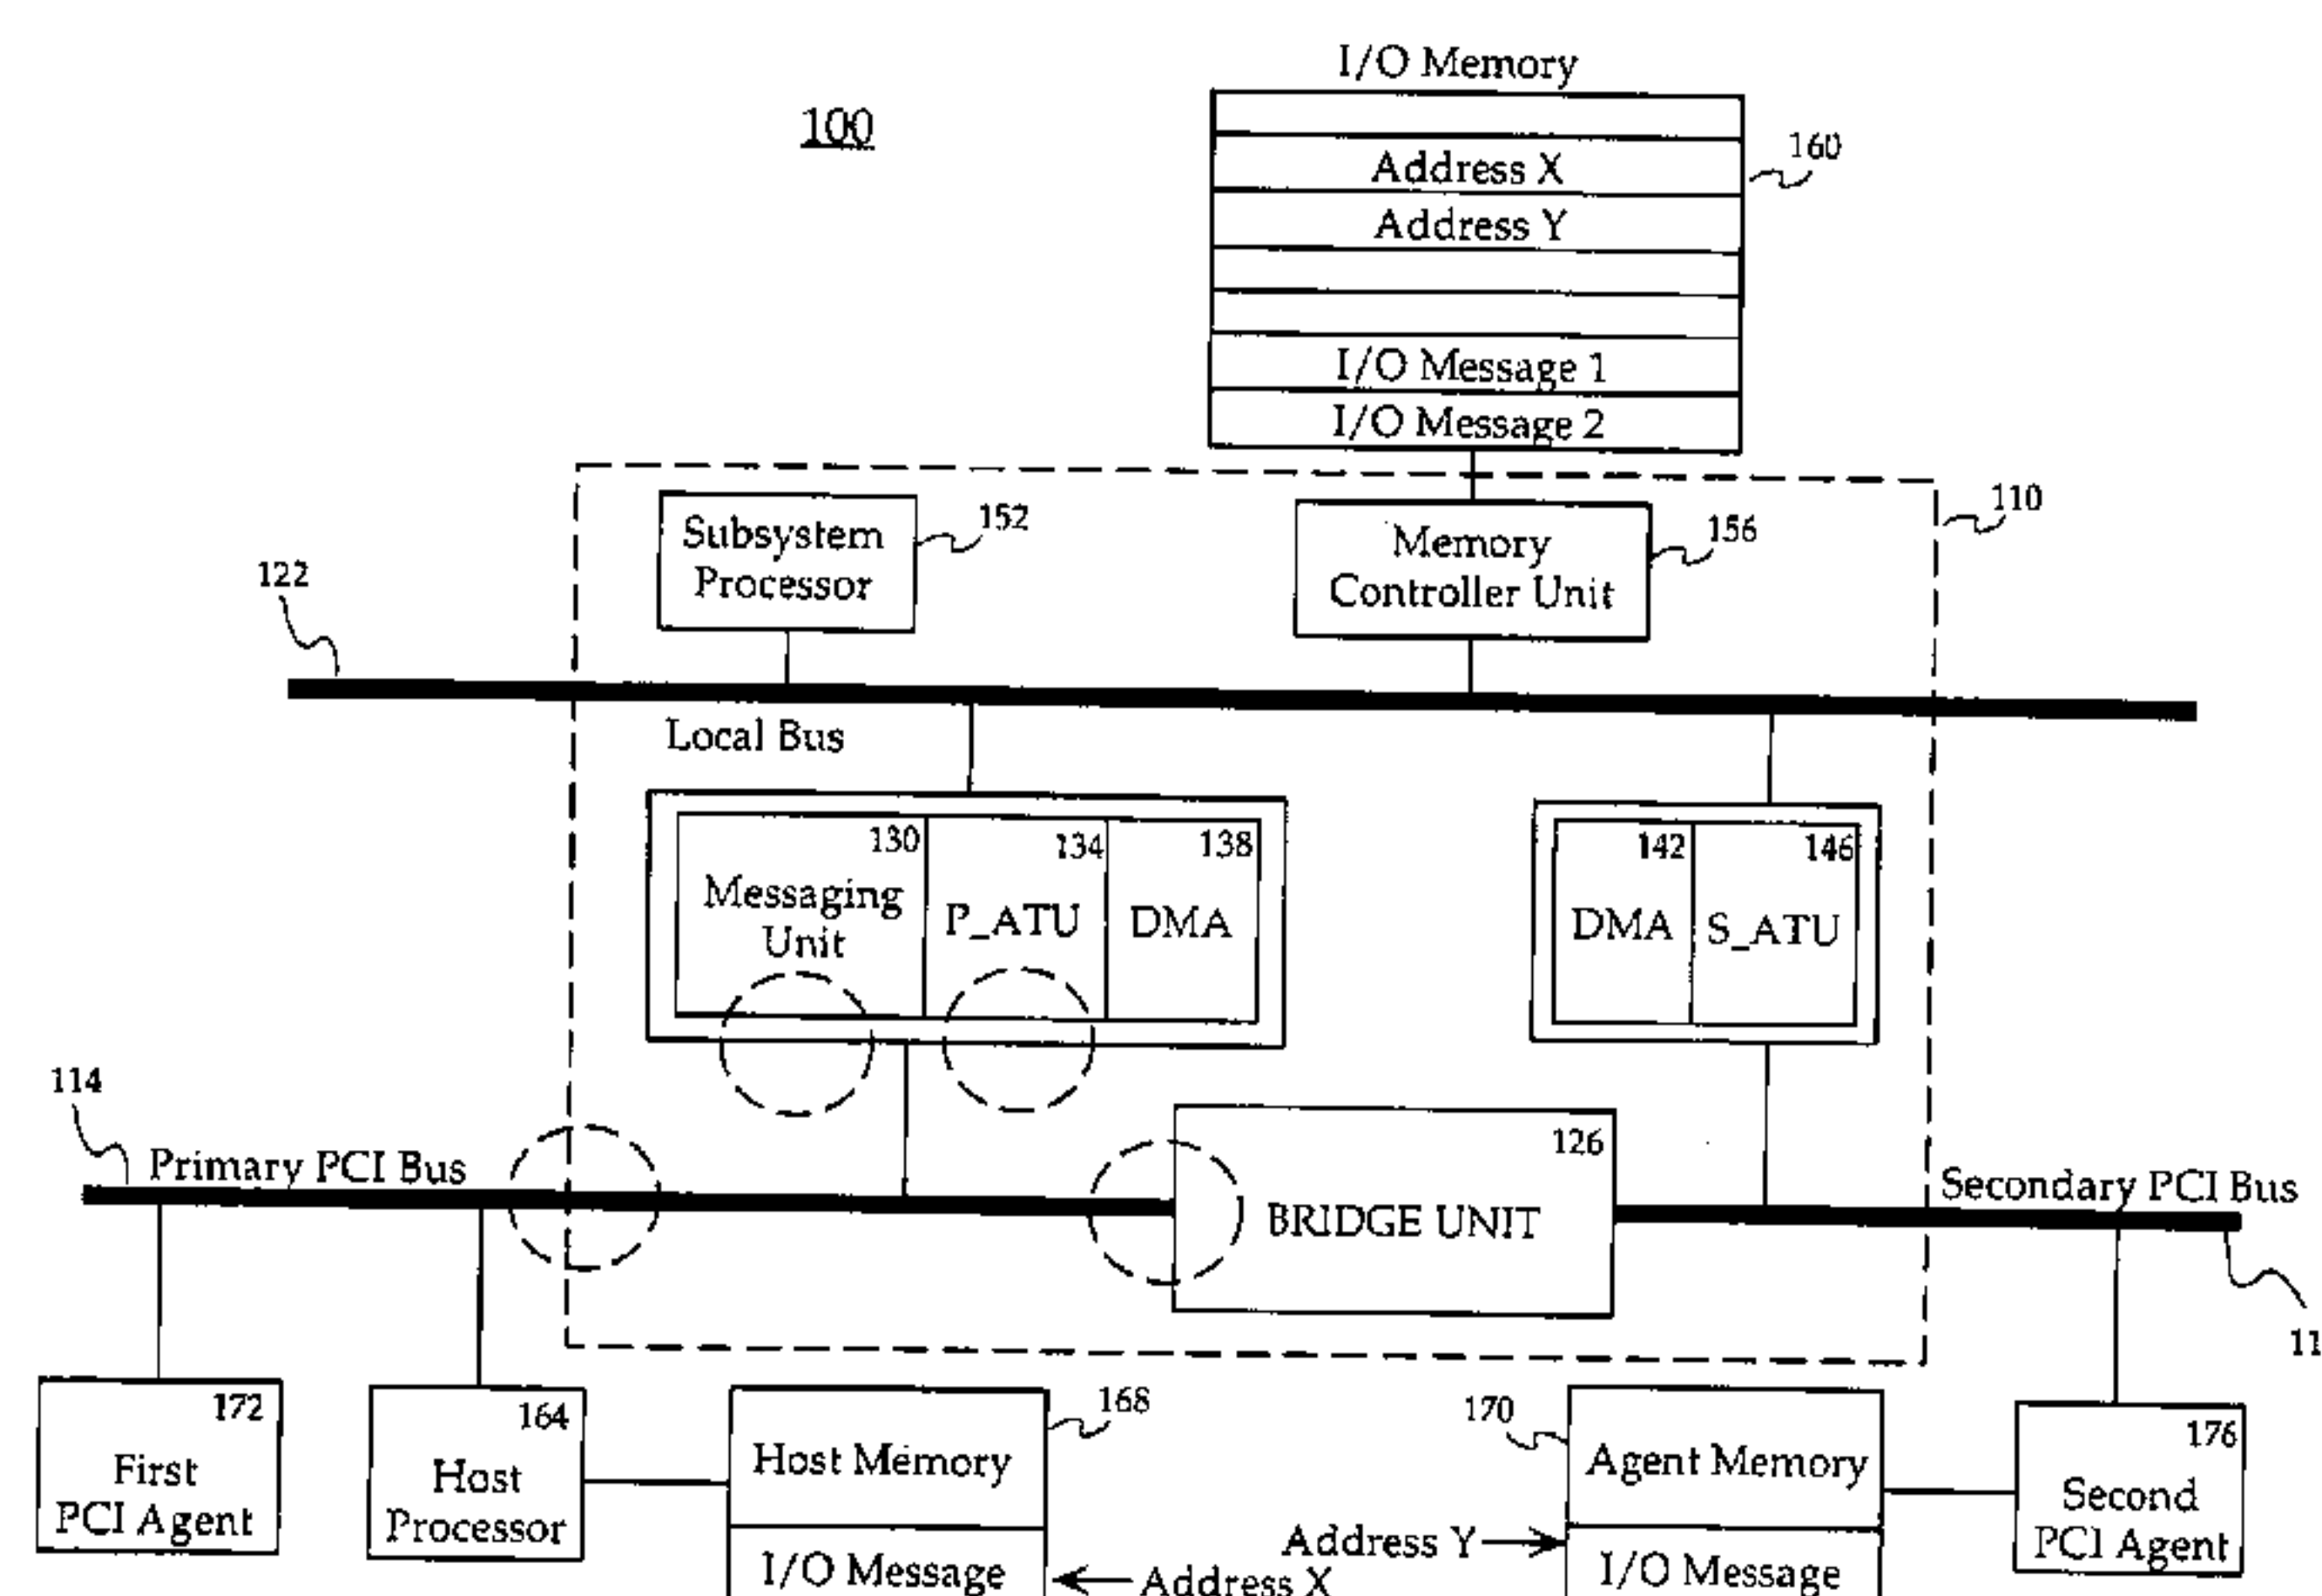 I/O Memory
100
160
Address X
Address Y
I/O Message 1
I/O Message 2
110
Subsystem
Processor
152
Memory
Controller Unit
156
122
Local Bus
130
Messaging
Unit
134
P_ATU
138
DMA
142
DMA
146
S_ATU
114
Primary PCI Bus
126
BRIDGE UNIT
Secondary PCI Bus
11
172
First
PCI Agent
164
Host
Processor
168
Host Memory
I/O Message
Address X
170
Agent Memory
Address Y
I/O Message
176
Second
PCI Agent